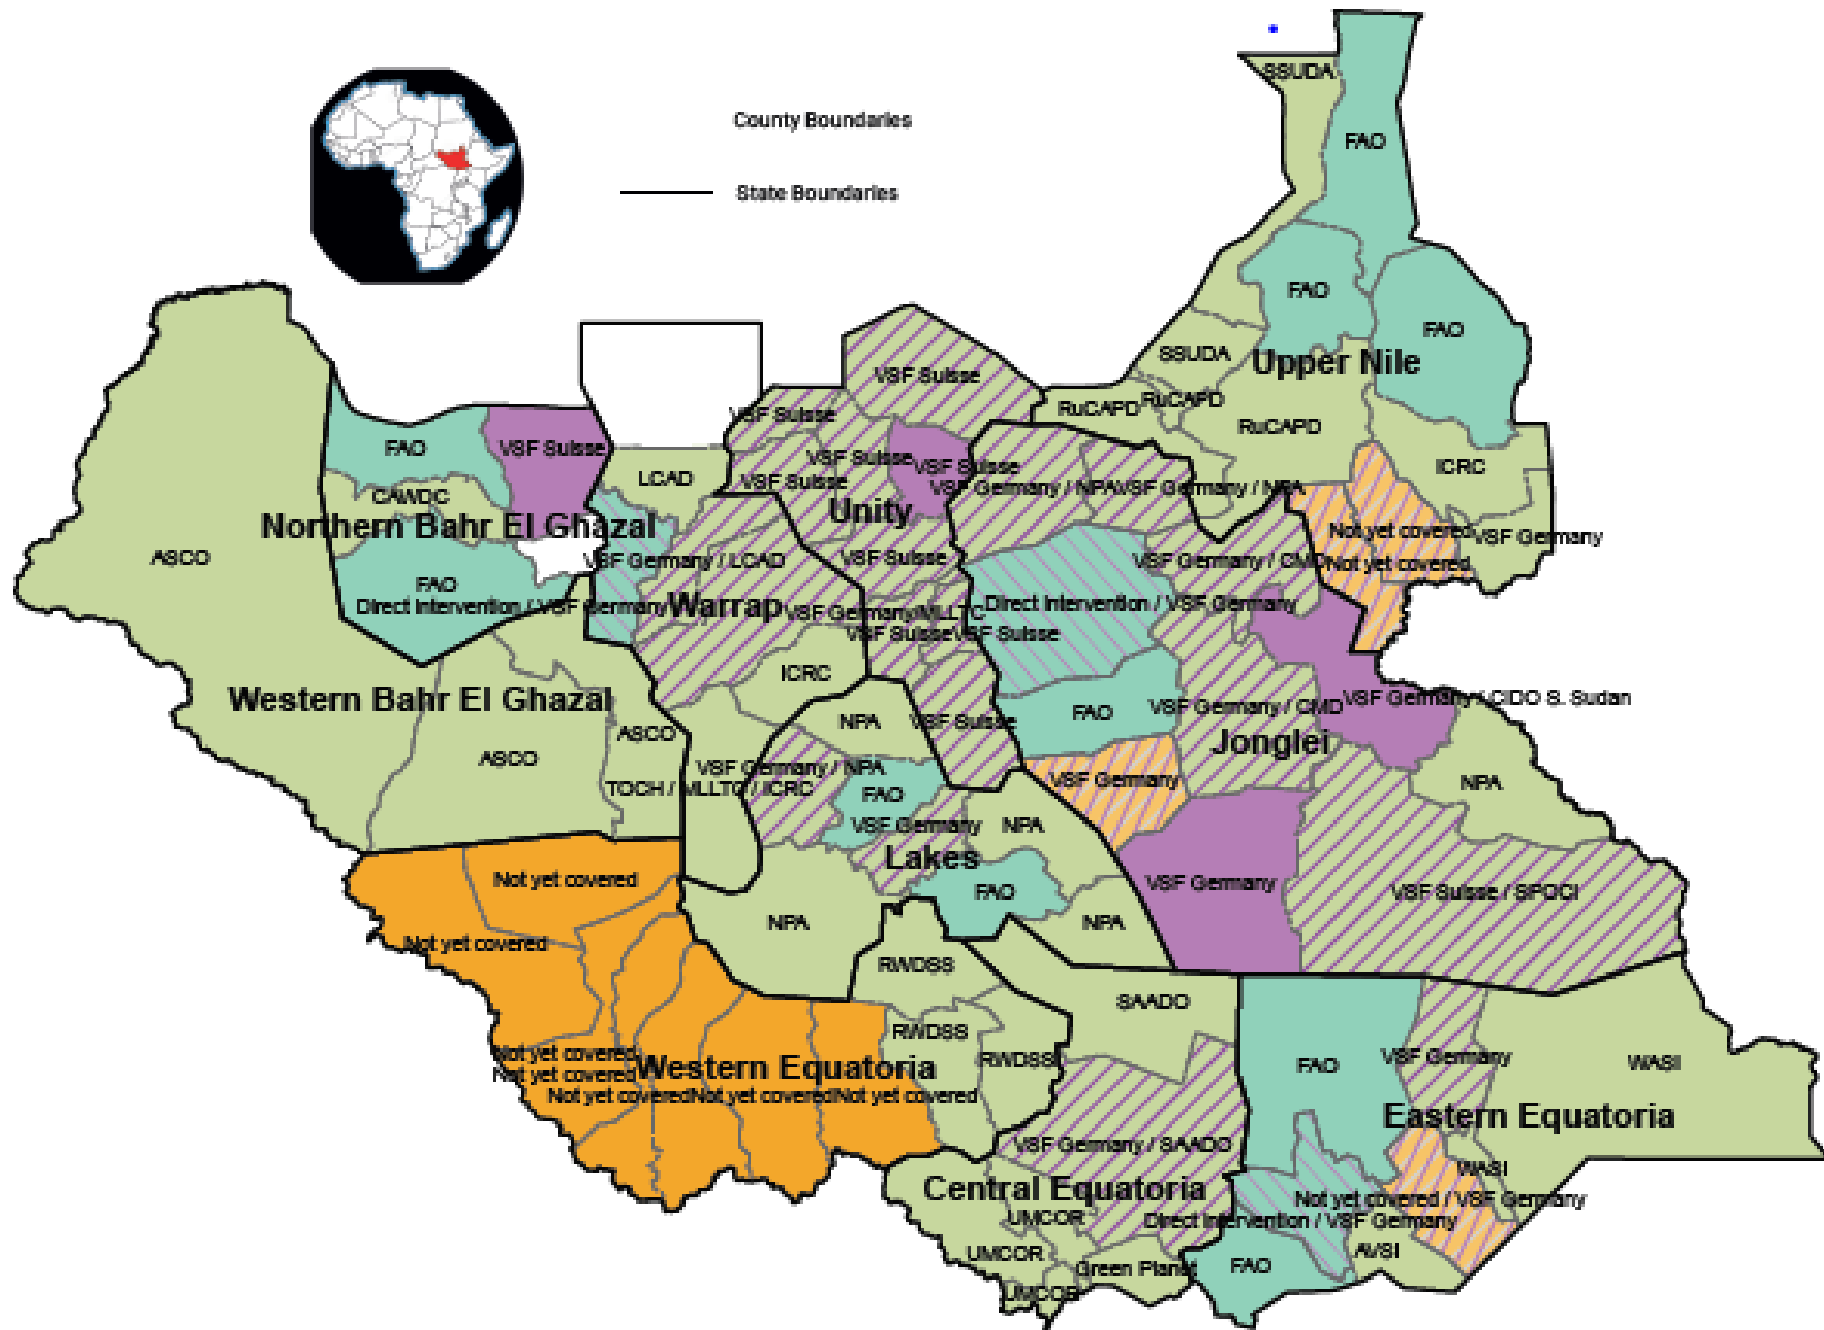 SSUDA
County Boundaries
FAO
State Boundaries
FAO
FAO
SSUDA
Upper Nile
VSF Suisse
RuCAPD
RuCAPD
VSF Suisse
RuCAPD
FAO
VSF Suisse
VSF Suisse
VSF Suisse
ICRC
LCAD
VSF Suisse
VSF Germany / NPA
VSF Germany / NPA
CAWDC
Unity
Northern Bahr El Ghazal
Not yet covered
VSF Germany
ASCO
VSF Suisse
VSF Germany / LCAD
VSF Germany / CMD
Not yet covered
FAO
Direct Intervention / VSF Germany
Warrap
VSF Germany/MLLTC
Direct Intervention / VSF Germany
VSF Suisse
VSF Suisse
ICRC
Western Bahr El Ghazal
VSF Germany / CIDO S. Sudan
NPA
VSF Suisse
FAO
VSF Germany / CMD
ASCO
Jonglei
ASCO
VSF Germany / NPA
VSF Germany
NPA
TOCH / MLLTC / ICRC
FAO
VSF Germany
NPA
Lakes
Not yet covered
VSF Germany
FAO
VSF Suisse / SPOCI
NPA
NPA
Not yet covered
RWDSS
SAADO
RWDSS
Not yet covered
RWDSS
VSF Germany
WASI
FAO
Not yet covered
Western Equatoria
Not yet covered
Not yet covered
Not yet covered
Eastern Equatoria
VSF Germany / SAADO
WASI
Central Equatoria
Not yet covered / VSF Germany
UMCOR
Direct Intervention / VSF Germany
UMCOR
AVSI
Green Planet
FAO
UMCOR